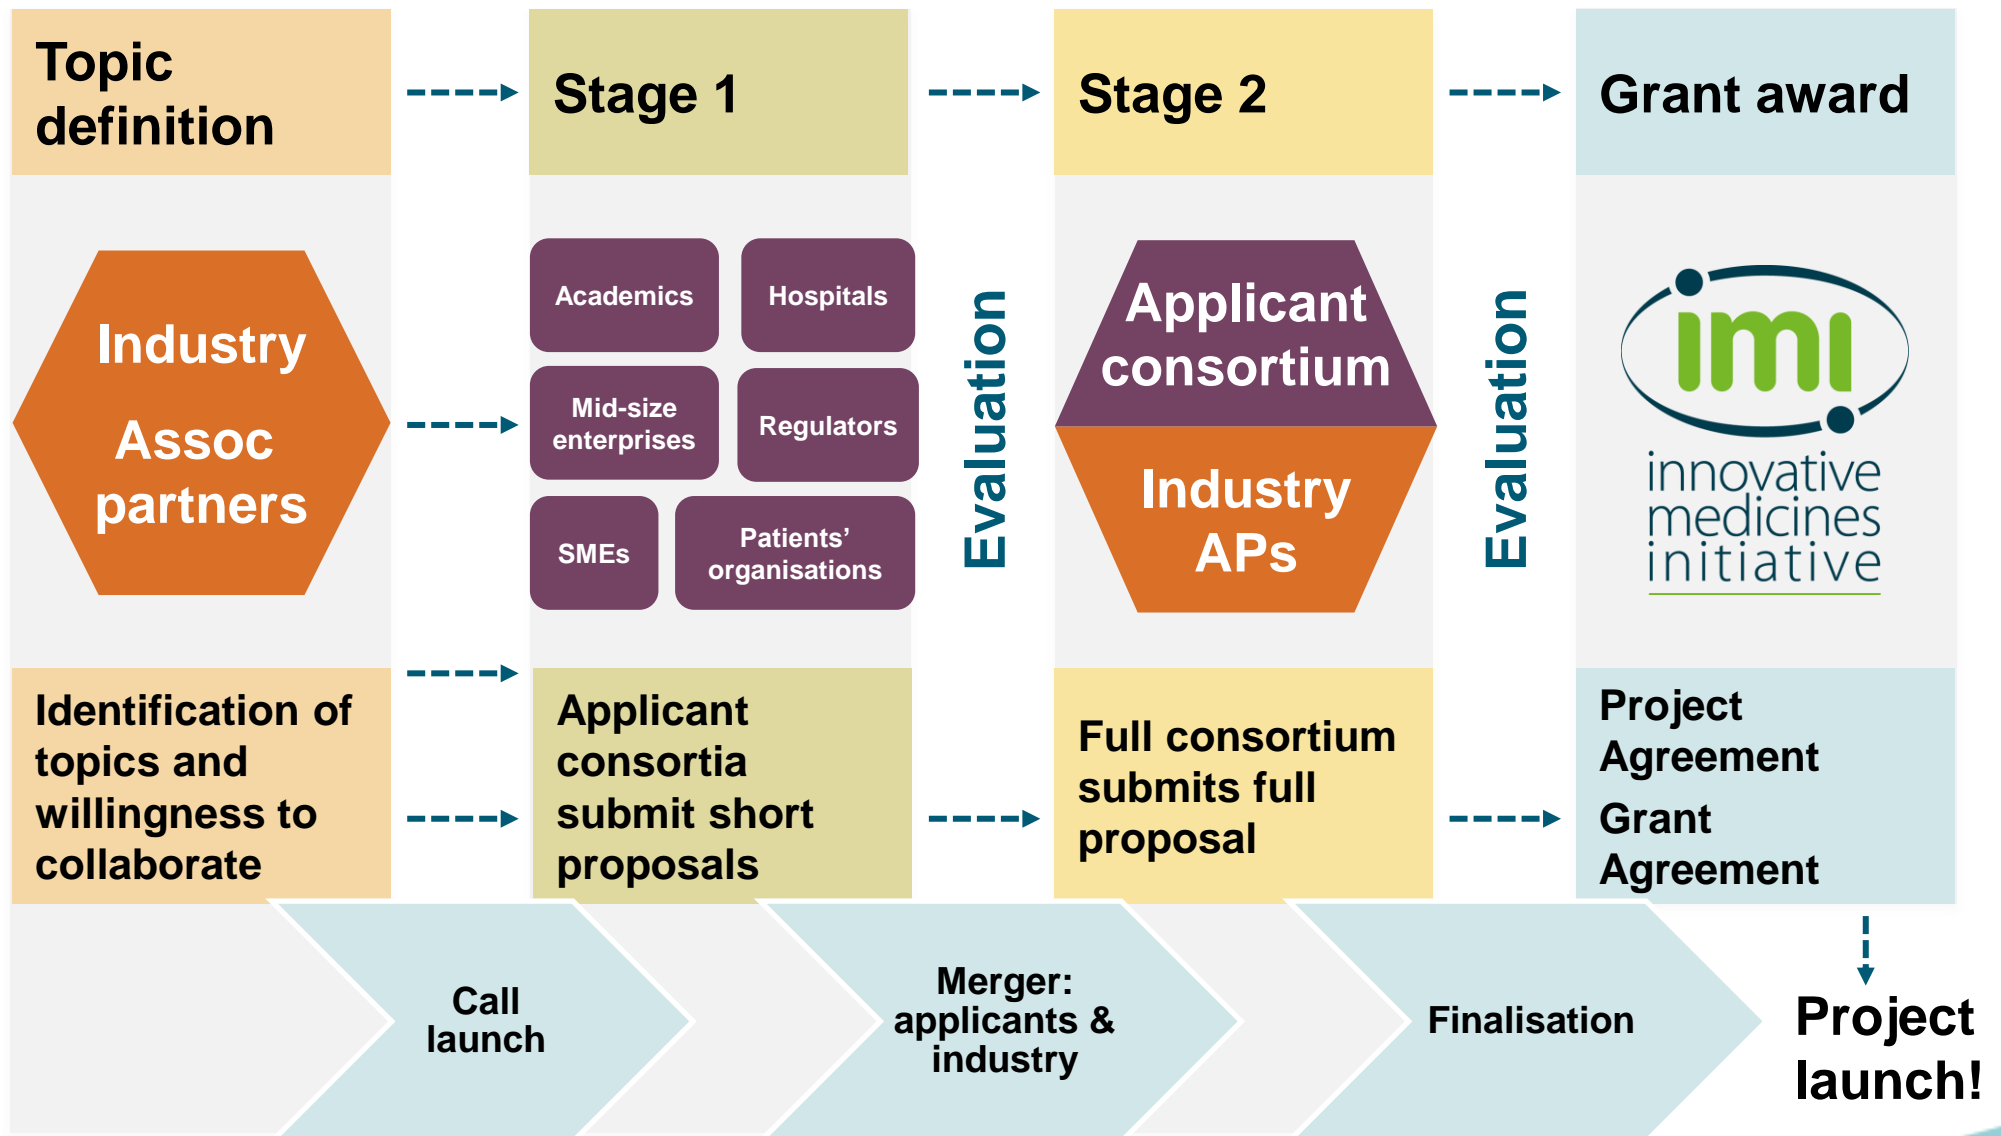 Topic
definition
Stage 1
Stage 2
Grant award
Industry
Assoc
partners
Academics
Hospitals
Mid-size
enterprises
Regulators
SMEs
Patients’
organisations
Evaluation
Applicant
consortium
Industry
APs
Evaluation
imi
innovative
medicines
initiative
Identification of
topics and
willingness to
collaborate
Applicant
consortia
submit short
proposals
Full consortium
submits full
proposal
Project
Agreement
Grant
Agreement
Call
launch
Merger:
applicants &
industry
Finalisation
Project
launch!